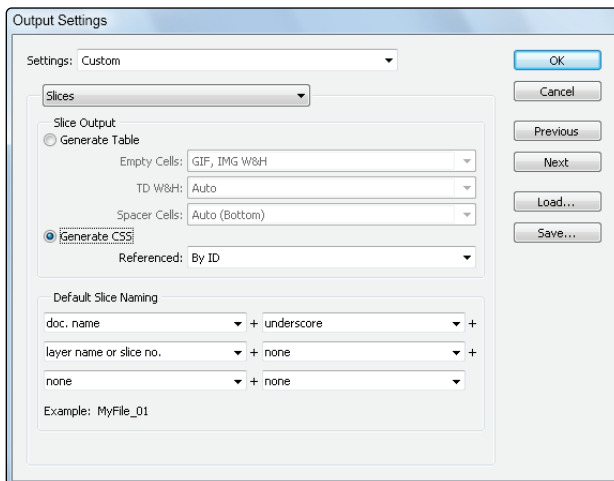 Output Settings
Settings: Custom
OK
Slices
Cancel
Slice Output
Generate Table
Previous
Empty Cells: GIF, IMG W&H
Next
TD W&H: Auto
Load...
Spacer Cells: Auto (Bottom)
Generate CSS
Save...
Referenced: By ID
Default Slice Naming
doc. name + underscore +
layer name or slice no. + none +
none + none
Example: MyFile_01